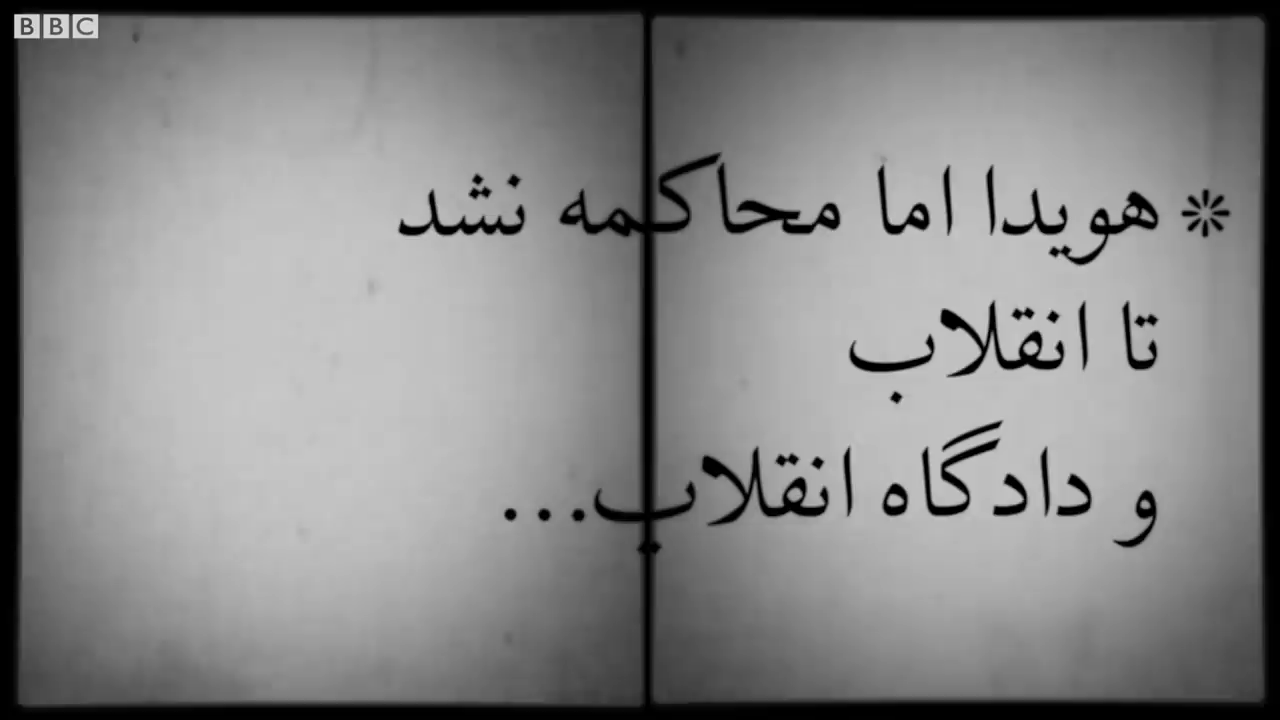 BBC
* هویدا اما محاکمه نشد
تا انقلاب
و دادگاه انقلاب...